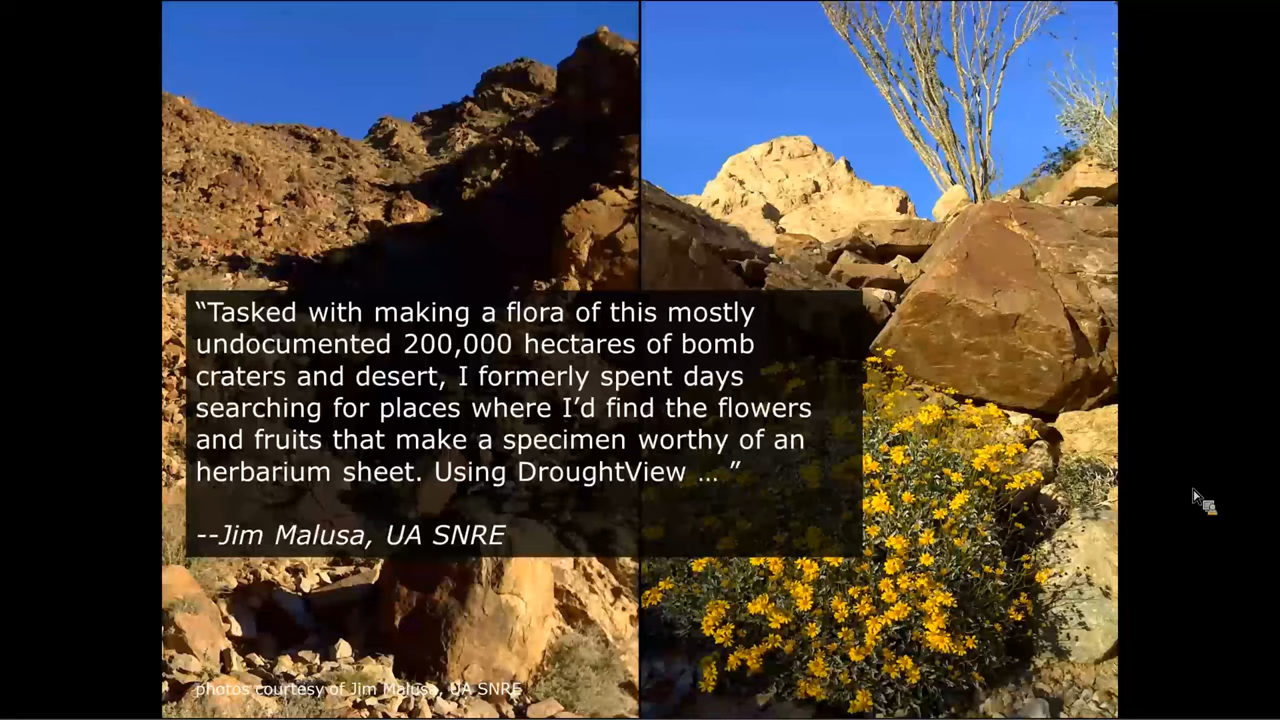 “Tasked with making a flora of this mostly
undocumented 200,000 hectares of bomb
craters and desert, I formerly spent days
searching for places where I’d find the flowers
and fruits that make a specimen worthy of an
herbarium sheet. Using DroughtView … ”
--Jim Malusa, UA SNRE
photos courtesy of Jim Malusa, UA SNRE